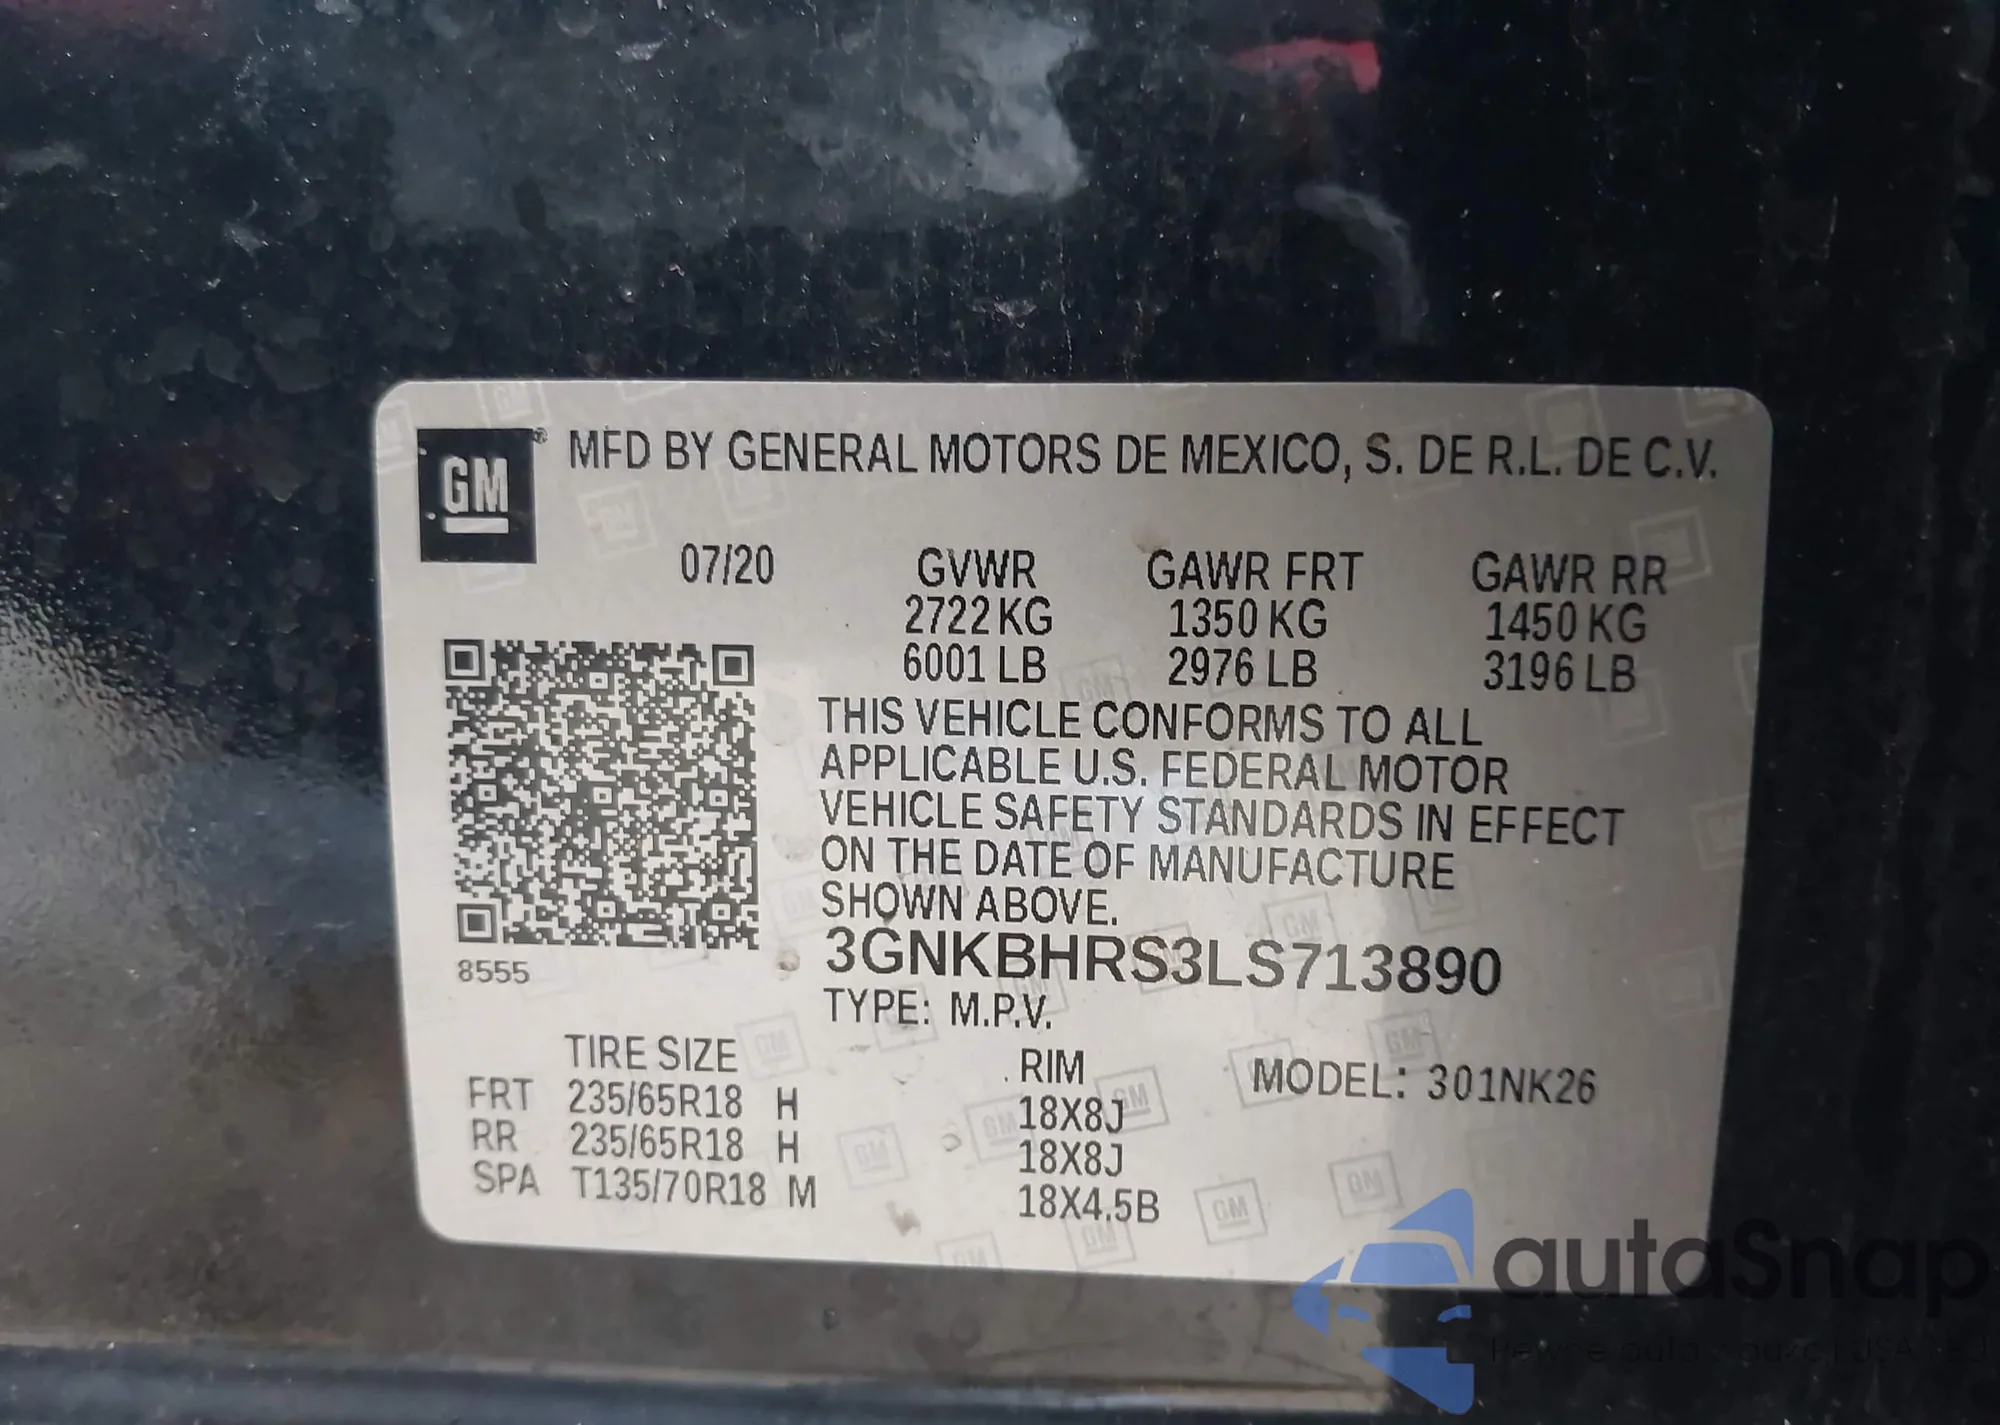 GM® MFD BY GENERAL MOTORS DE MEXICO, S. DE R.L. DE C.V.
07/20 GVWR GAWR FRT GAWR RR
2722 KG 1350 KG 1450 KG
6001 LB 2976 LB 3196 LB
THIS VEHICLE CONFORMS TO ALL
APPLICABLE U.S. FEDERAL MOTOR
VEHICLE SAFETY STANDARDS IN EFFECT
ON THE DATE OF MANUFACTURE
SHOWN ABOVE.
8555 3GNKBHRS3LS713890
TYPE: M.P.V.
TIRE SIZE RIM MODEL: 301NK26
FRT 235/65R18 H 18X8J
RR 235/65R18 H 18X8J
SPA T135/70R18 M 18X4.5B
autaSnap